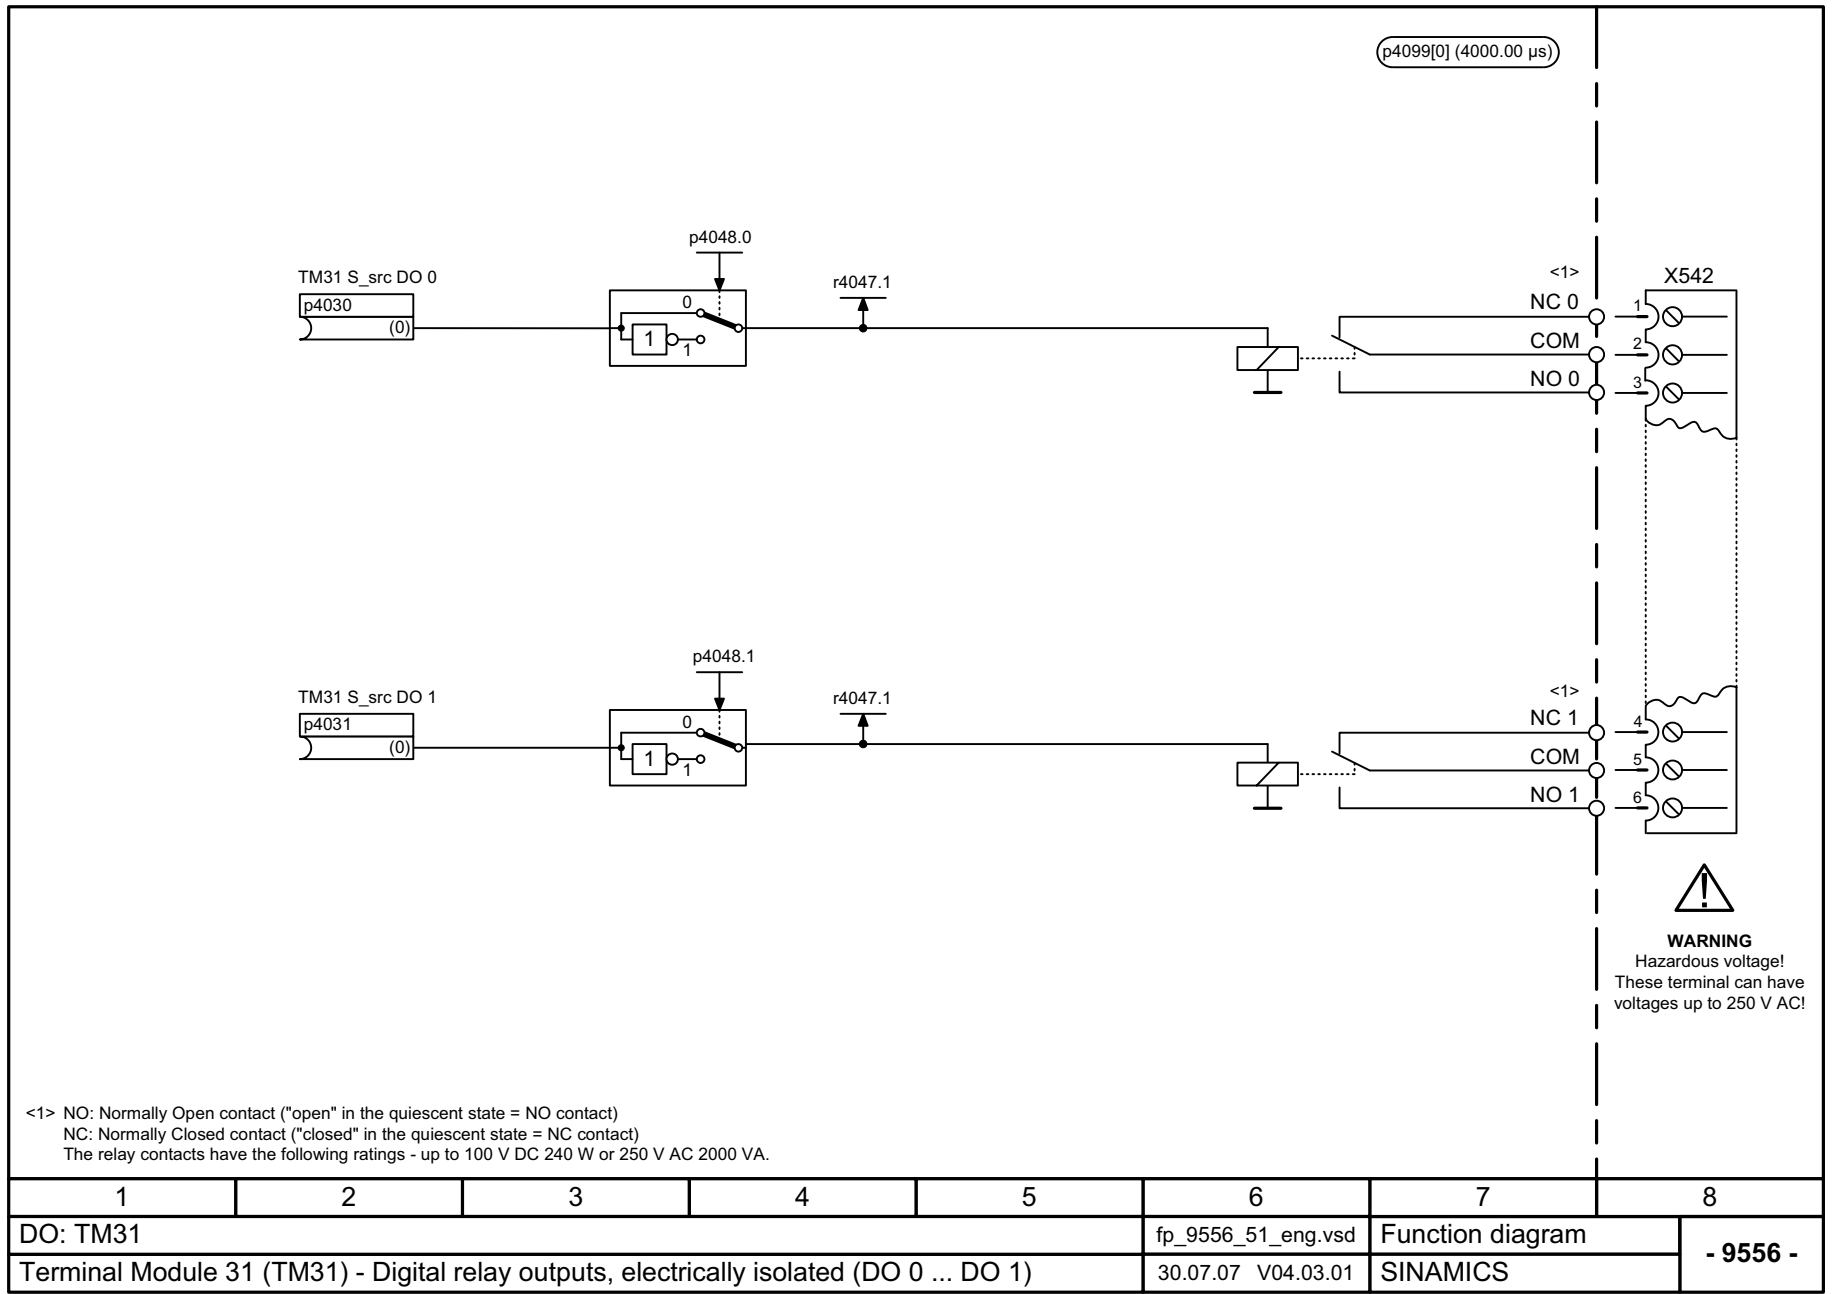 p4099[0] (4000.00 µs)
p4048.0
TM31 S_src DO 0
p4030
(0)
0
1
1
r4047.1
<1>
NC 0
COM
NO 0
X542
1
2
3
p4048.1
TM31 S_src DO 1
p4031
(0)
0
1
1
r4047.1
<1>
NC 1
COM
NO 1
4
5
6
WARNING
Hazardous voltage!
These terminal can have
voltages up to 250 V AC!
<1> NO: Normally Open contact ("open" in the quiescent state = NO contact)
NC: Normally Closed contact ("closed" in the quiescent state = NC contact)
The relay contacts have the following ratings - up to 100 V DC 240 W or 250 V AC 2000 VA.
1 2 3 4 5 6 7 8
DO: TM31
fp_9556_51_eng.vsd
Function diagram
- 9556 -
Terminal Module 31 (TM31) - Digital relay outputs, electrically isolated (DO 0 ... DO 1)
30.07.07 V04.03.01
SINAMICS